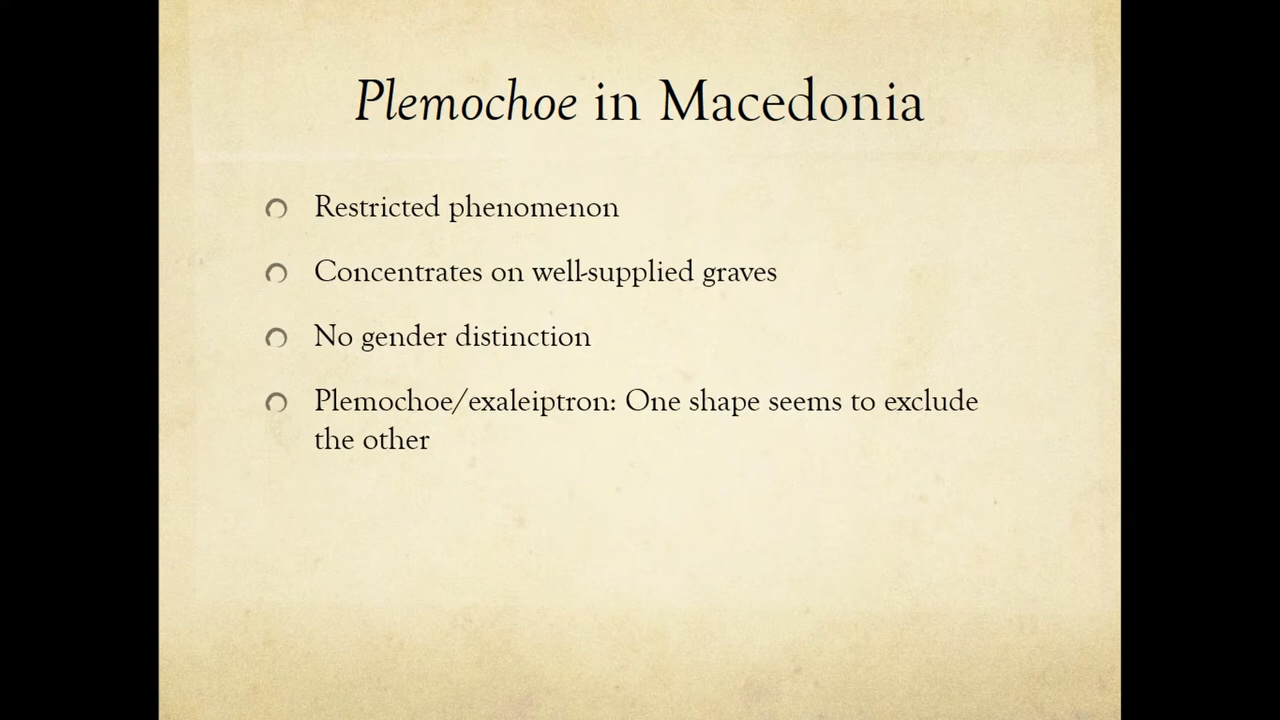 Plemochoe in Macedonia
Restricted phenomenon
Concentrates on well-supplied graves
No gender distinction
Plemochoe/exaleiptron: One shape seems to exclude
the other